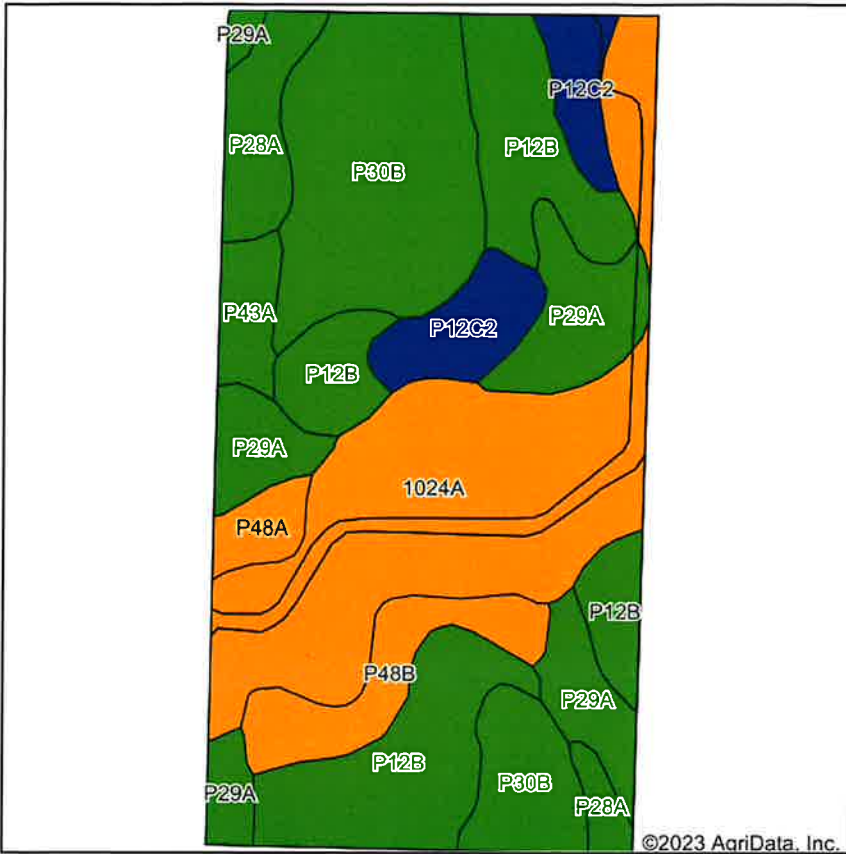 P29A
P12C2
P28A
P12B
P30B
P43A
P29A
P12C2
P12B
P29A
1024A
P48A
P12B
P48B
P29A
P12B
P30B
P29A
P28A
©2023 AgriData, Inc.